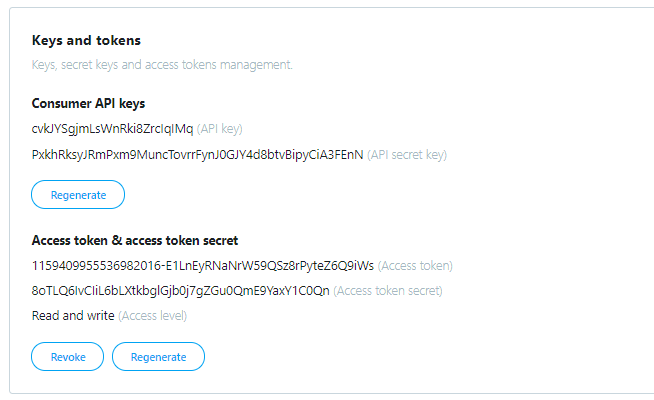 Keys and tokens
Keys, secret keys and access tokens management.
Consumer API keys
cvkJYSgjmLsWnRki8ZrcIqIMq (API key)
PxkhRksyJRmPxm9MuncTovrrFynJ0GJY4d8btvBipyCiA3FEnN (API secret key)
Regenerate
Access token & access token secret
1159409955536982016-E1LnEyRNaNrW59QSz8rPyteZ6Q9iWs (Access token)
8oTLQ6IvCIiL6bLXtkbglGjb0j7gZGu0QmE9YaxY1C0Qn (Access token secret)
Read and write (Access level)
Revoke
Regenerate